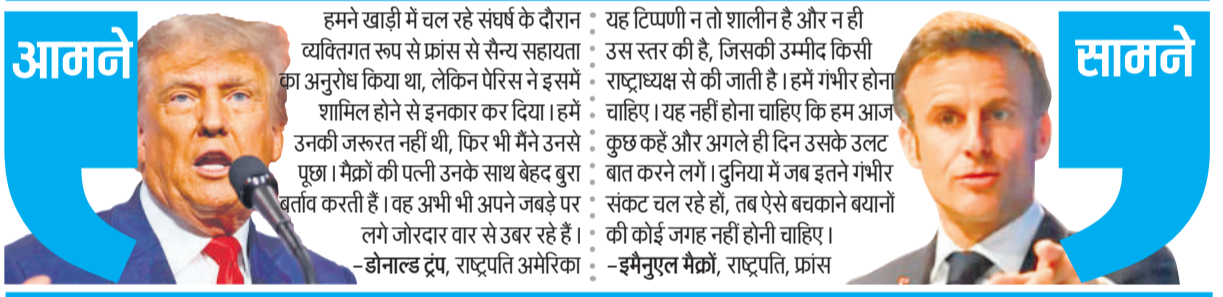 आमने
हमने खाड़ी में चल रहे संघर्ष के दौरान
व्यक्तिगत रूप से फ्रांस से सैन्य सहायता
का अनुरोध किया था, लेकिन पेरिस ने इसमें
शामिल होने से इनकार कर दिया। हमें
उनकी जरूरत नहीं थी, फिर भी मैंने उनसे
पूछा। मैक्रों की पत्नी उनके साथ बेहद बुरा
बर्ताव करती हैं। वह अभी भी अपने जबड़े पर
लगे जोरदार वार से उबर रहे हैं।
-डोनाल्ड ट्रंप, राष्ट्रपति अमेरिका
यह टिप्पणी न तो शालीन है और न ही
उस स्तर की है, जिसकी उम्मीद किसी
राष्ट्राध्यक्ष से की जाती है। हमें गंभीर होना
चाहिए। यह नहीं होना चाहिए कि हम आज
कुछ कहें और अगले ही दिन उसके उलट
बात करने लगें। दुनिया में जब इतने गंभीर
संकट चल रहे हों, तब ऐसे बचकाने बयानों
की कोई जगह नहीं होनी चाहिए।
-इमैनुएल मैक्रों, राष्ट्रपति, फ्रांस
सामने